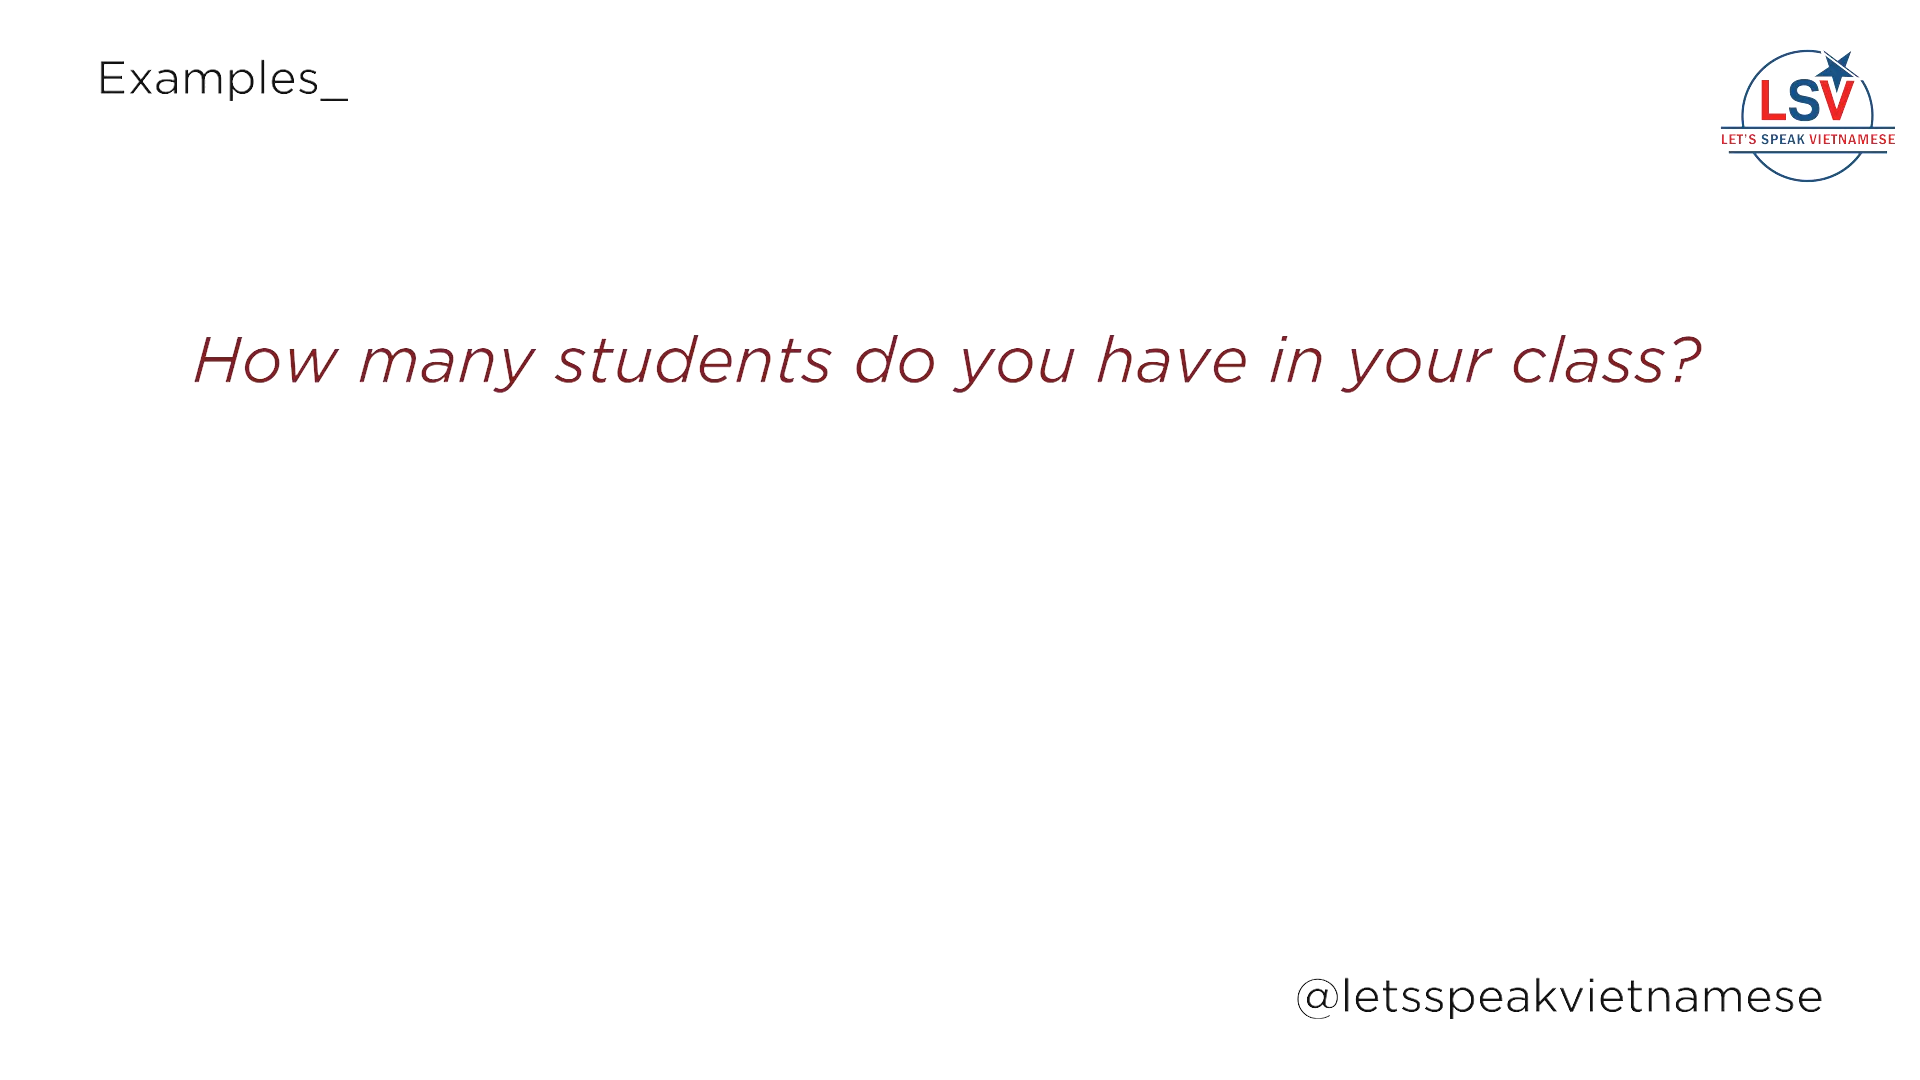 Examples_
LSV
LET'S SPEAK VIETNAMESE
How many students do you have in your class?
@letsspeakvietnamese